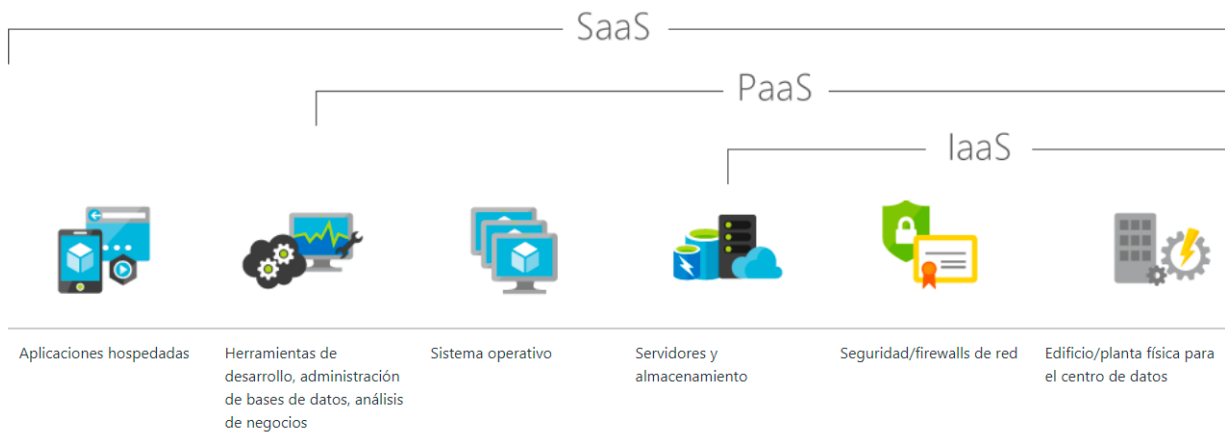 SaaS
PaaS
IaaS
Aplicaciones hospedadas
Herramientas de
desarrollo, administración
de bases de datos, análisis
de negocios
Sistema operativo
Servidores y
almacenamiento
Seguridad/firewalls de red
Edificio/planta física para
el centro de datos